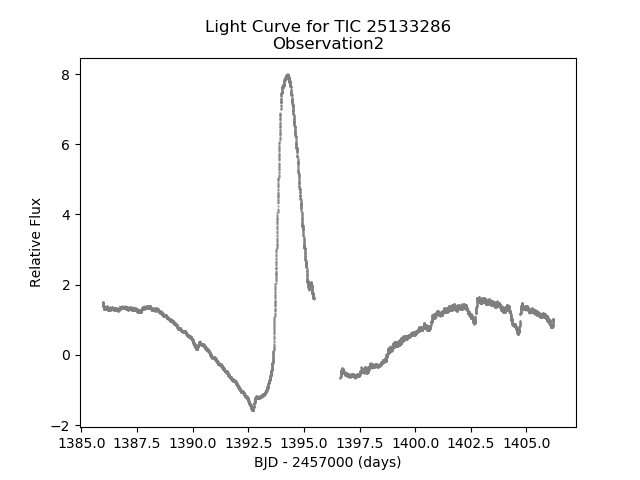 Light Curve for TIC 25133286
Observation2
Relative Flux
8
6
4
2
0
−2
1385.0 1387.5 1390.0 1392.5 1395.0 1397.5 1400.0 1402.5 1405.0
BJD - 2457000 (days)